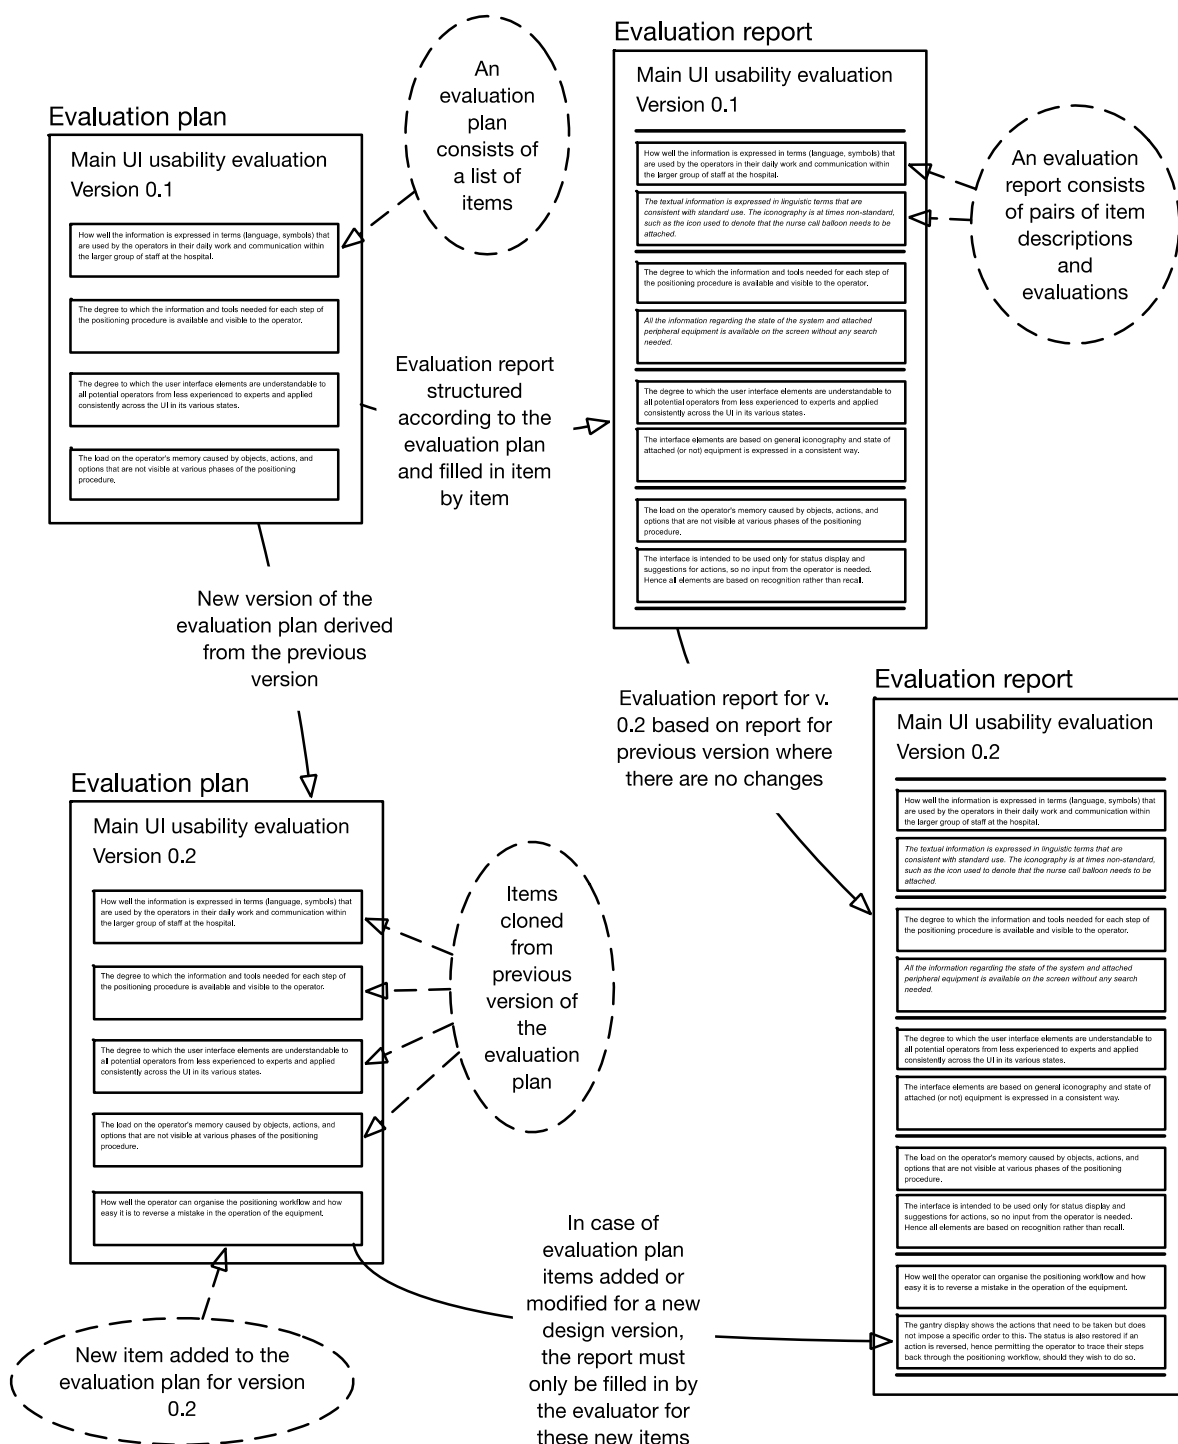 Evaluation plan
Main UI usability evaluation
Version 0.1
How well the information is expressed in terms (language, symbols) that
are used by the operators in their daily work and communication within
the larger group of staff at the hospital.
The degree to which the information and tools needed for each step of
the positioning procedure is available and visible to the operator.
The degree to which the user interface elements are understandable to
all potential operators from less experienced to experts and applied
consistently across the UI in its various states.
The load on the operator's memory caused by objects, actions, and
options that are not visible at various phases of the positioning
procedure.
An
evaluation
plan
consists of
a list of
items
Evaluation report
Main UI usability evaluation
Version 0.1
How well the information is expressed in terms (language, symbols) that
are used by the operators in their daily work and communication within
the larger group of staff at the hospital.
The textual information is expressed in linguistic terms that are
consistent with standard use. The iconography is at times non-standard,
such as the icon used to denote that the nurse call balloon needs to be
attached.
The degree to which the information and tools needed for each step of
the positioning procedure is available and visible to the operator.
All the information regarding the state of the system and attached
peripheral equipment is available on the screen without any search
needed.
The degree to which the user interface elements are understandable to
all potential operators from less experienced to experts and applied
consistently across the UI in its various states.
The interface elements are based on general iconography and state of
attached (or not) equipment is expressed in a consistent way.
The load on the operator's memory caused by objects, actions, and
options that are not visible at various phases of the positioning
procedure.
The interface is intended to be used only for status display and
suggestions for actions, so no input from the operator is needed.
Hence all elements are based on recognition rather than recall.
An evaluation
report consists
of pairs of item
descriptions
and
evaluations
Evaluation report
structured
according to the
evaluation plan
and filled in item
by item
New version of the
evaluation plan derived
from the previous
version
Evaluation report for v.
0.2 based on report for
previous version where
there are no changes
Evaluation plan
Main UI usability evaluation
Version 0.2
How well the information is expressed in terms (language, symbols) that
are used by the operators in their daily work and communication within
the larger group of staff at the hospital.
The degree to which the information and tools needed for each step of
the positioning procedure is available and visible to the operator.
The degree to which the user interface elements are understandable to
all potential operators from less experienced to experts and applied
consistently across the UI in its various states.
The load on the operator's memory caused by objects, actions, and
options that are not visible at various phases of the positioning
procedure.
How well the operator can organise the positioning workflow and how
easy it is to reverse a mistake in the operation of the equipment.
Items
cloned
from
previous
version of
the
evaluation
plan
New item added to the
evaluation plan for version
0.2
In case of
evaluation plan
items added or
modified for a new
design version,
the report must
only be filled in by
the evaluator for
these new items
Evaluation report
Main UI usability evaluation
Version 0.2
How well the information is expressed in terms (language, symbols) that
are used by the operators in their daily work and communication within
the larger group of staff at the hospital.
The textual information is expressed in linguistic terms that are
consistent with standard use. The iconography is at times non-standard,
such as the icon used to denote that the nurse call balloon needs to be
attached.
The degree to which the information and tools needed for each step of
the positioning procedure is available and visible to the operator.
All the information regarding the state of the system and attached
peripheral equipment is available on the screen without any search
needed.
The degree to which the user interface elements are understandable to
all potential operators from less experienced to experts and applied
consistently across the UI in its various states.
The interface elements are based on general iconography and state of
attached (or not) equipment is expressed in a consistent way.
The load on the operator's memory caused by objects, actions, and
options that are not visible at various phases of the positioning
procedure.
The interface is intended to be used only for status display and
suggestions for actions, so no input from the operator is needed.
Hence all elements are based on recognition rather than recall.
How well the operator can organise the positioning workflow and how
easy it is to reverse a mistake in the operation of the equipment.
The gantry display shows the actions that need to be taken but does
not impose a specific order to this. The status is also restored if an
action is reversed, hence permitting the operator to trace their steps
back through the positioning workflow, should they wish to do so.